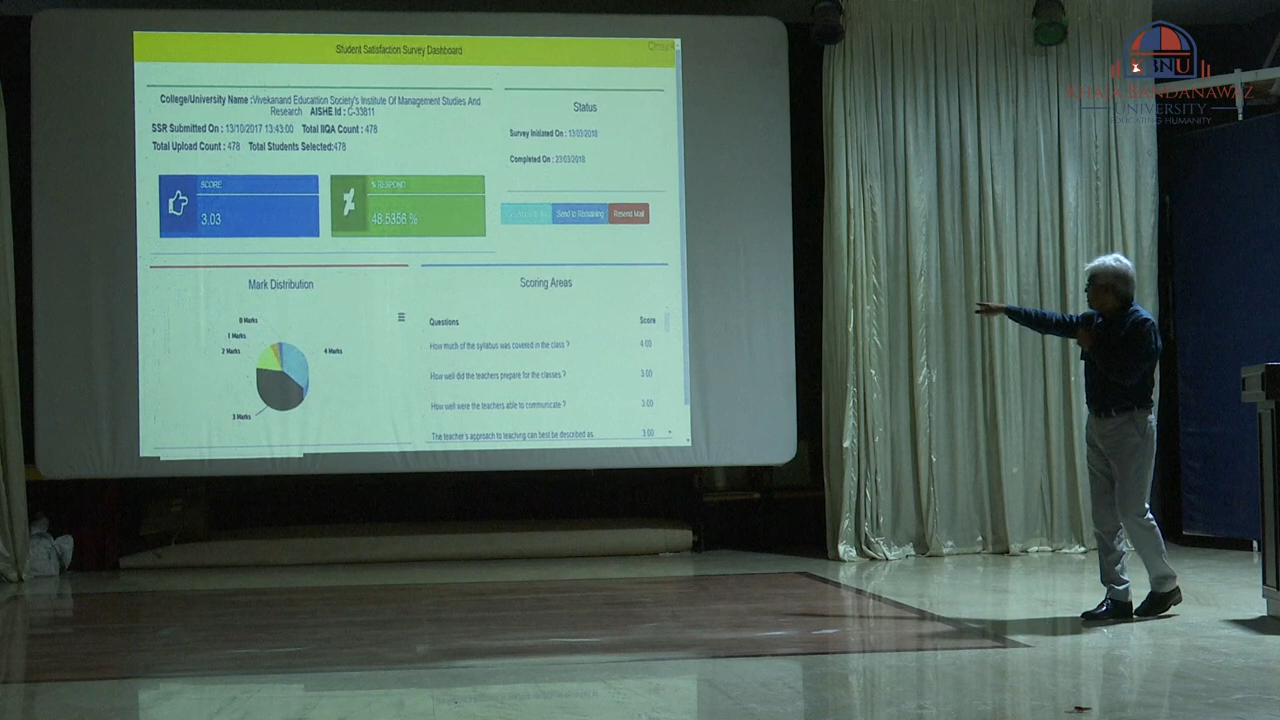 Student Satisfaction Survey Dashboard
College/University Name :Vivekanand Educattion Society's Institute Of Management Studies And
Research AISHE Id : C-33811
SSR Submitted On : 13/10/2017 13:43:00 Total IIQA Count : 478
Total Upload Count : 478 Total Students Selected:478
SCORE
3.03
% RESPOND
48.5356 %
Status
Survey Initiated On : 13/03/2018
Completed On : 23/03/2018
Send to Remaining
Resend Mail
Mark Distribution
0 Marks
1 Marks
2 Marks
4 Marks
3 Marks
Scoring Areas
Questions Score
How much of the syllabus was covered in the class ? 4.00
How well did the teachers prepare for the classes ? 3.00
How well were the teachers able to communicate ? 3.00
The teacher's approach to teaching can best be described as 3.00
KBNU
KHAJA BANDANAWAZ
UNIVERSITY
EDUCATING HUMANITY